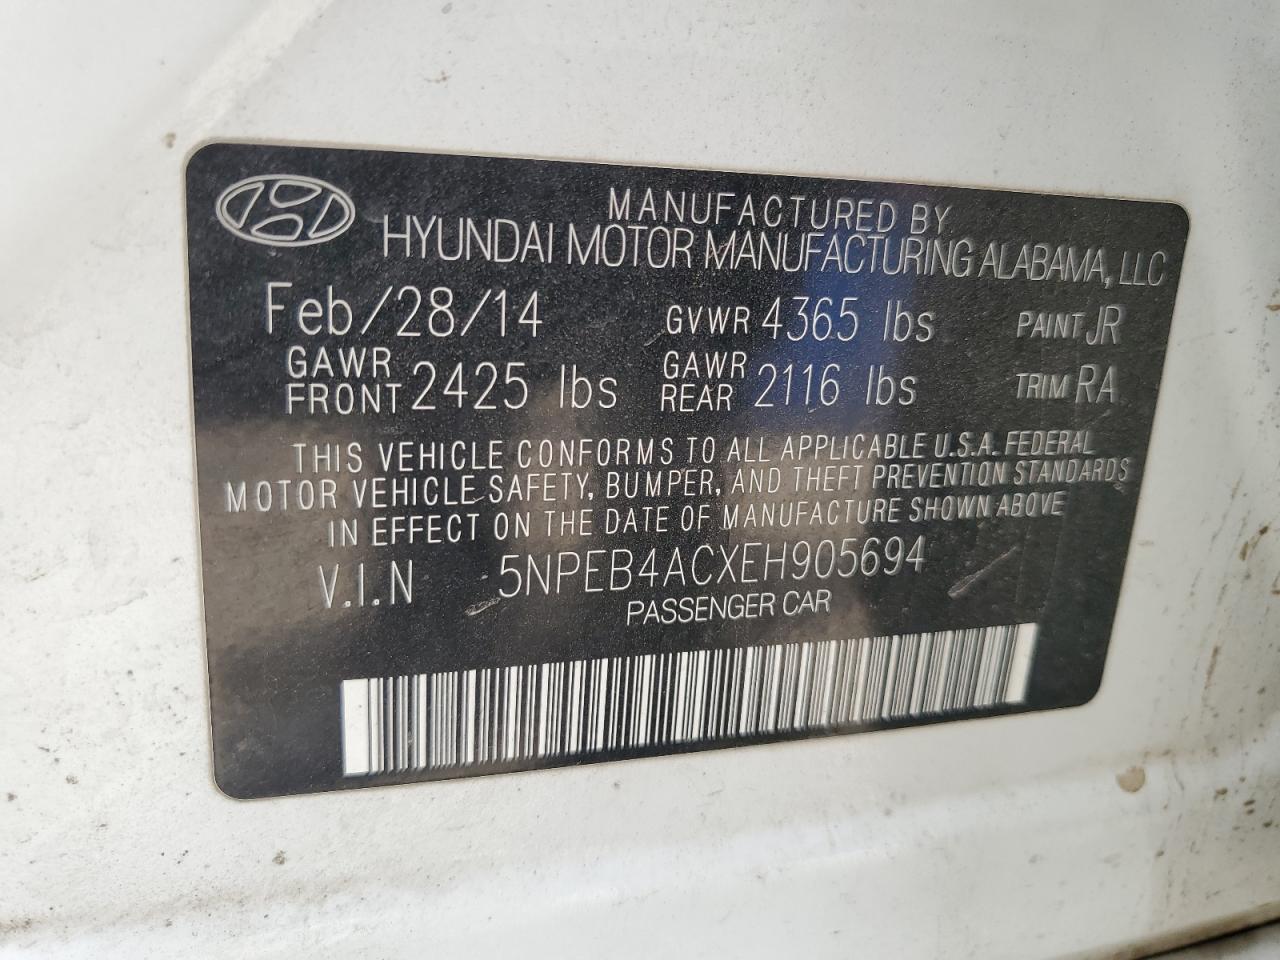 MANUFACTURED BY
HYUNDAI MOTOR MANUFACTURING ALABAMA, LLC
Feb/28/14 GVWR 4365 lbs PAINT JR
GAWR FRONT 2425 lbs GAWR REAR 2116 lbs TRIM RA
THIS VEHICLE CONFORMS TO ALL APPLICABLE U.S.A. FEDERAL
MOTOR VEHICLE SAFETY, BUMPER, AND THEFT PREVENTION STANDARDS
IN EFFECT ON THE DATE OF MANUFACTURE SHOWN ABOVE
V.I.N 5NPEB4ACXEH905694
PASSENGER CAR